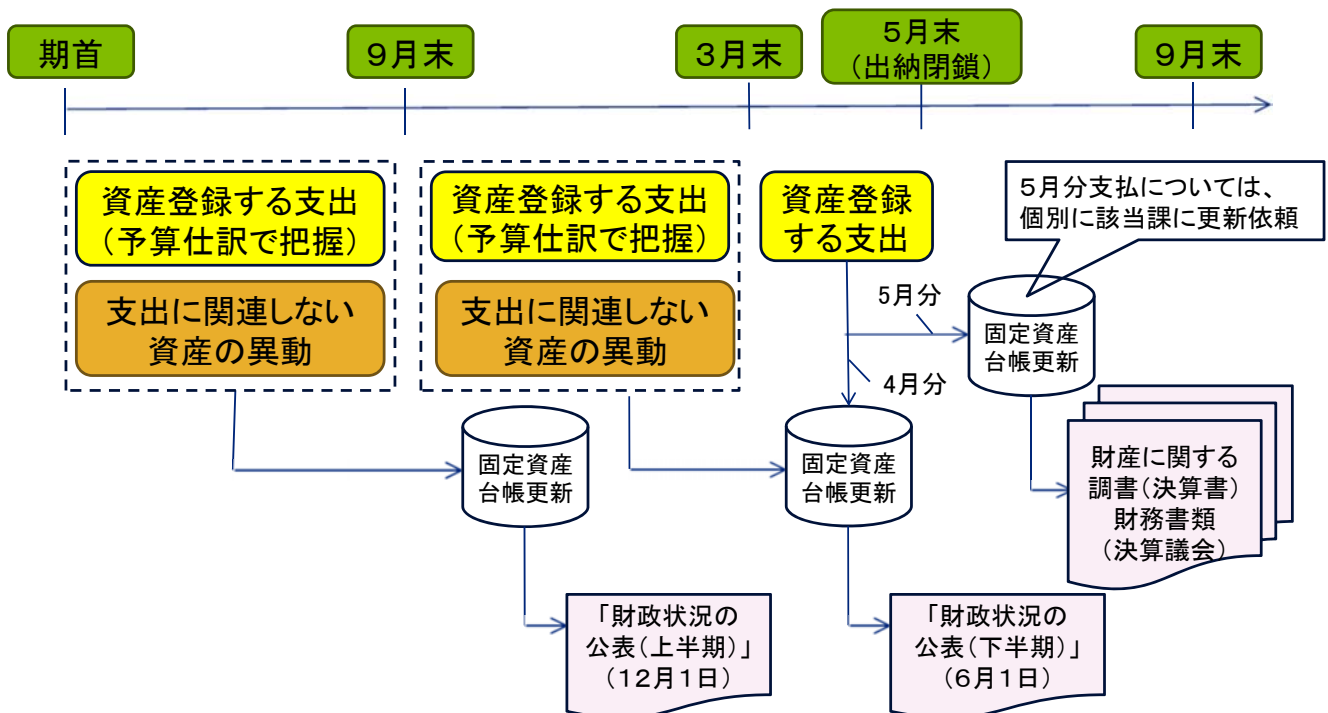 期首
9月末
3月末
5月末
(出納閉鎖)
9月末
資産登録する支出
(予算仕訳で把握)
支出に関連しない
資産の異動
資産登録する支出
(予算仕訳で把握)
支出に関連しない
資産の異動
資産登録
する支出
5月分支払については、
個別に該当課に更新依頼
5月分
4月分
固定資産
台帳更新
固定資産
台帳更新
固定資産
台帳更新
財産に関する
調書(決算書)
財務書類
(決算議会)
「財政状況の
公表(上半期)」
(12月1日)
「財政状況の
公表(下半期)」
(6月1日)